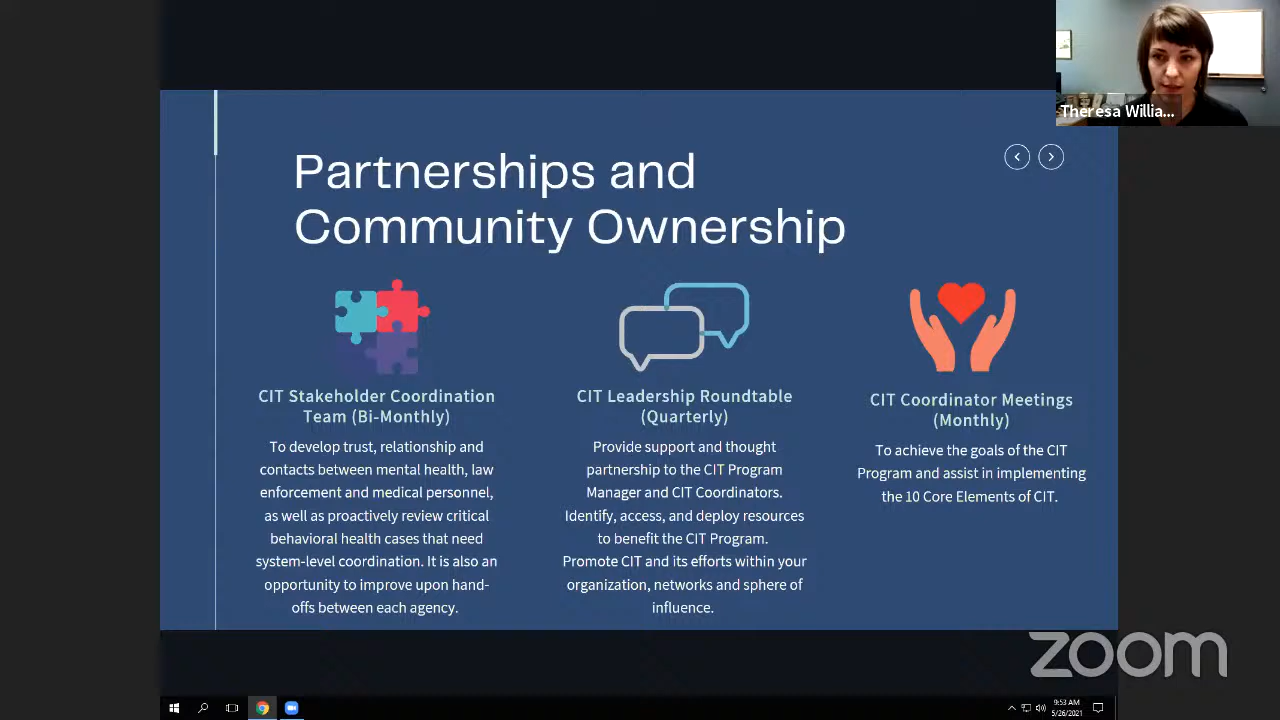 Theresa Willia...
Partnerships and
Community Ownership
CIT Stakeholder Coordination
Team (Bi-Monthly)
To develop trust, relationship and
contacts between mental health, law
enforcement and medical personnel,
as well as proactively review critical
behavioral health cases that need
system-level coordination. It is also an
opportunity to improve upon hand-
offs between each agency.
CIT Leadership Roundtable
(Quarterly)
Provide support and thought
partnership to the CIT Program
Manager and CIT Coordinators.
Identify, access, and deploy resources
to benefit the CIT Program.
Promote CIT and its efforts within your
organization, networks and sphere of
influence.
CIT Coordinator Meetings
(Monthly)
To achieve the goals of the CIT
Program and assist in implementing
the 10 Core Elements of CIT.
zoom
9:53 AM
5/26/2021